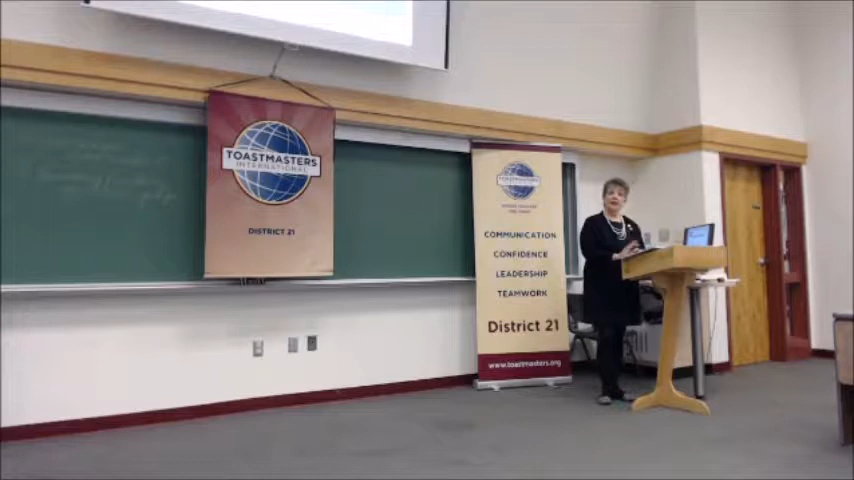 TOASTMASTERS
INTERNATIONAL
DISTRICT 21
TOASTMASTERS
COMMUNICATION
CONFIDENCE
LEADERSHIP
TEAMWORK
District 21
www.toastmasters.org